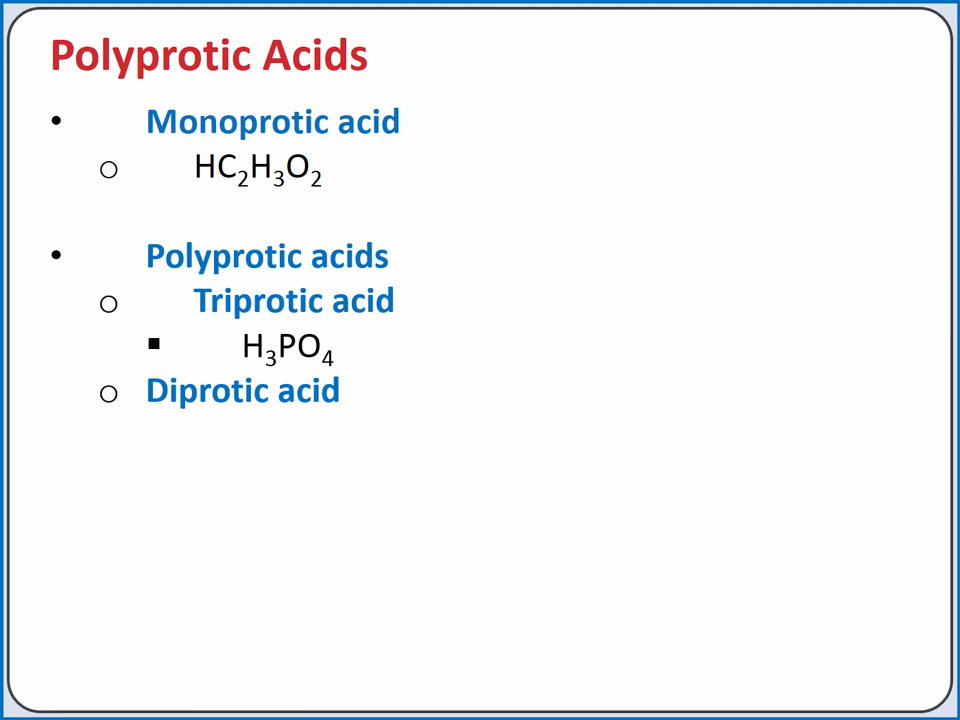 Polyprotic Acids
• Monoprotic acid
o HC₂H₃O₂
• Polyprotic acids
o Triprotic acid
▪ H₃PO₄
o Diprotic acid